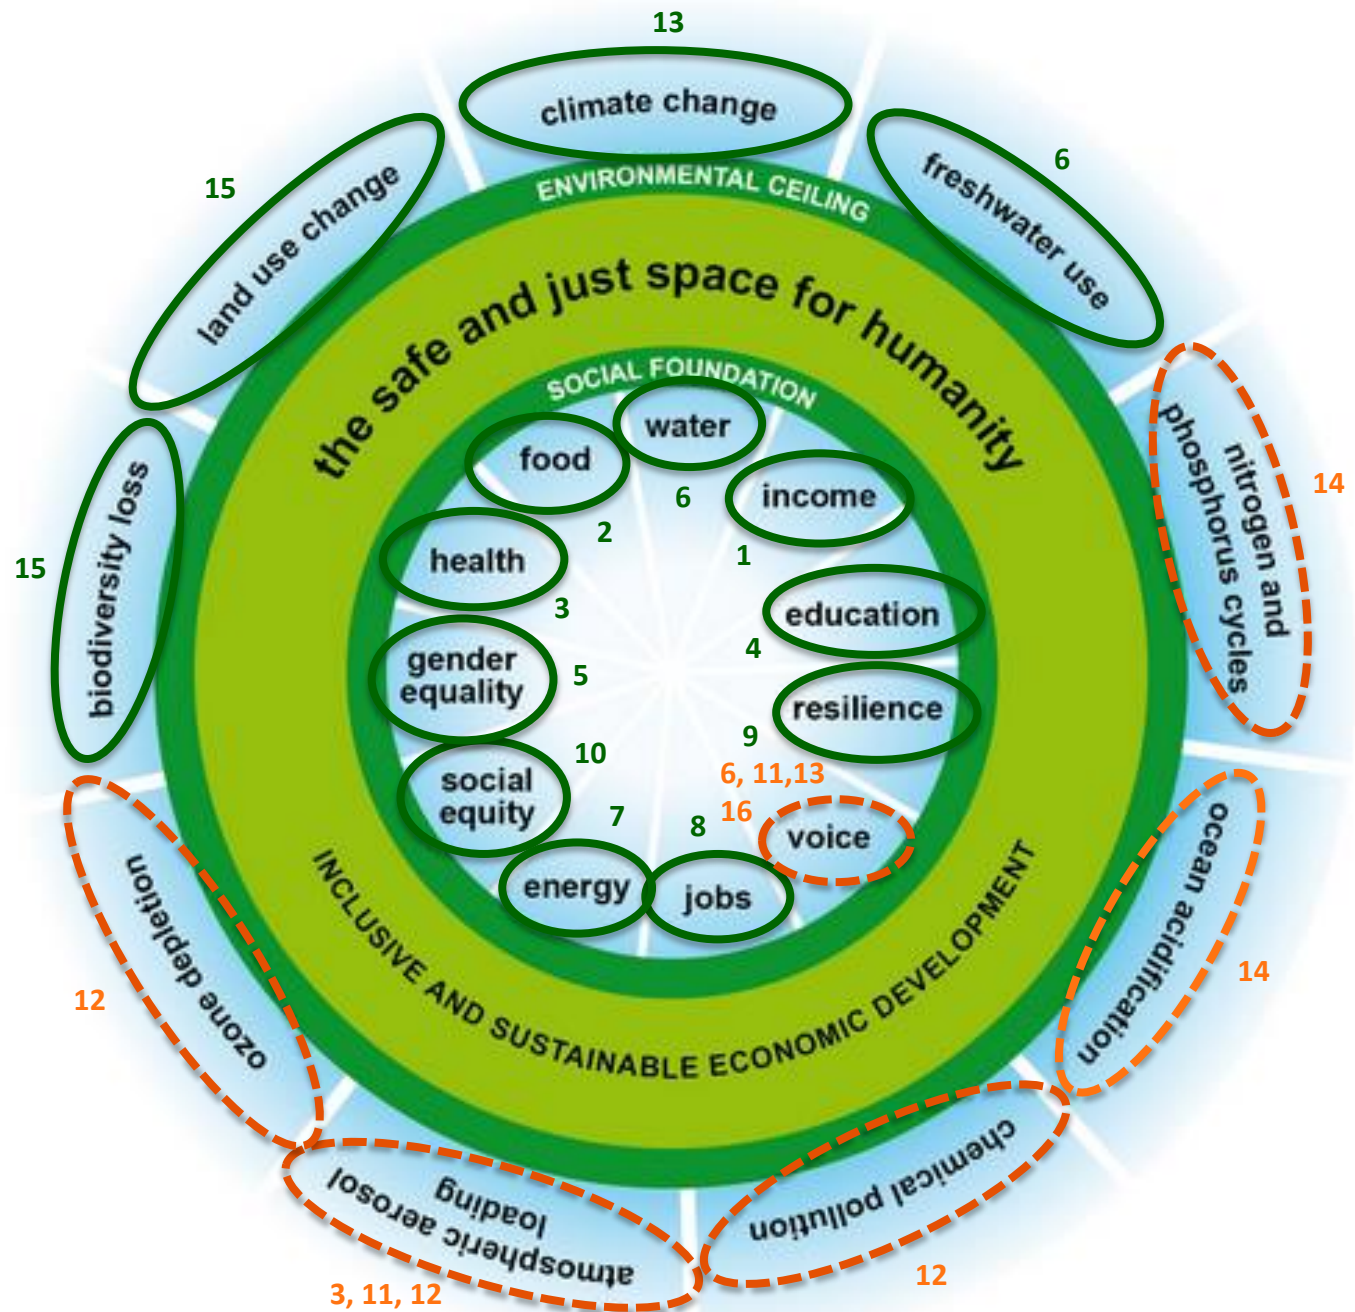 13
climate change
6
freshwater use
14
nitrogen and
phosphorus cycles
14
ocean acidification
12
chemical pollution
3, 11, 12
atmospheric aerosol
loading
12
ozone depletion
15
biodiversity loss
15
land use change
ENVIRONMENTAL CEILING
the safe and just space for humanity
SOCIAL FOUNDATION
water
6
income
1
education
4
resilience
9
6, 11,13
16
voice
8
jobs
7
energy
10
social
equity
5
gender
equality
3
health
2
food
INCLUSIVE AND SUSTAINABLE ECONOMIC DEVELOPMENT